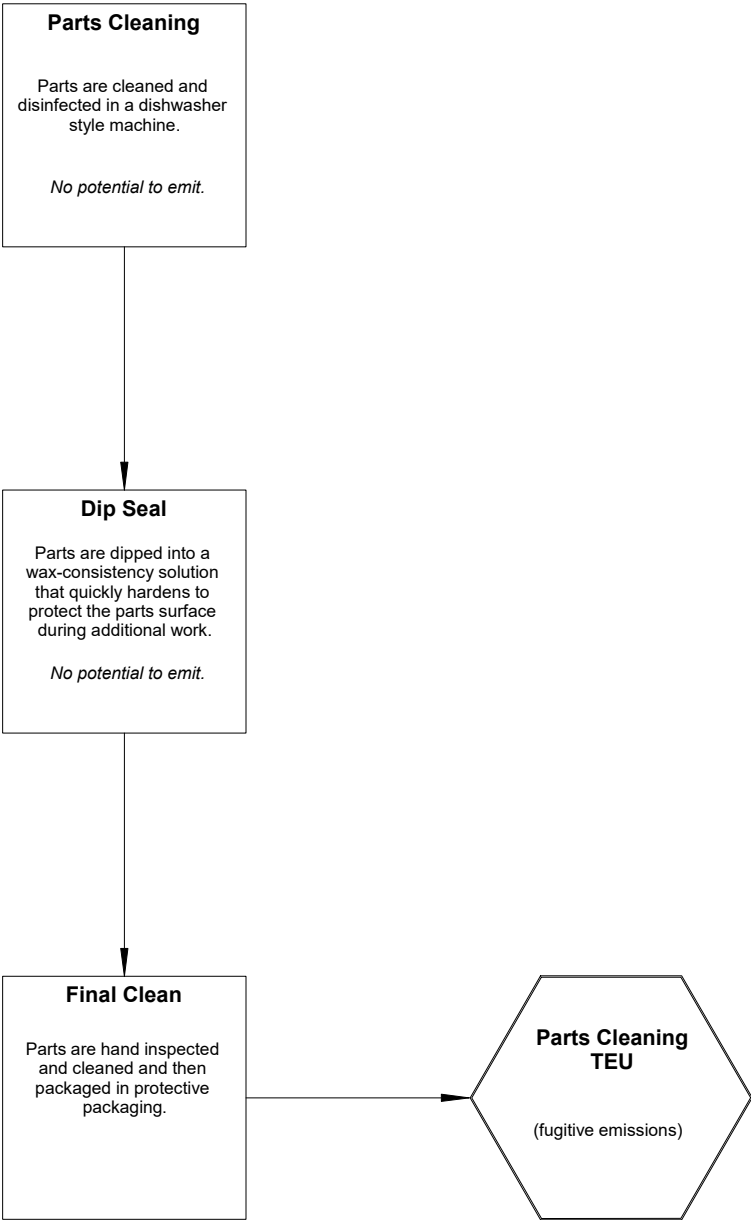 Parts Cleaning
Parts are cleaned and
disinfected in a dishwasher
style machine.
No potential to emit.
Dip Seal
Parts are dipped into a
wax-consistency solution
that quickly hardens to
protect the parts surface
during additional work.
No potential to emit.
Final Clean
Parts are hand inspected
and cleaned and then
packaged in protective
packaging.
Parts Cleaning
TEU
(fugitive emissions)